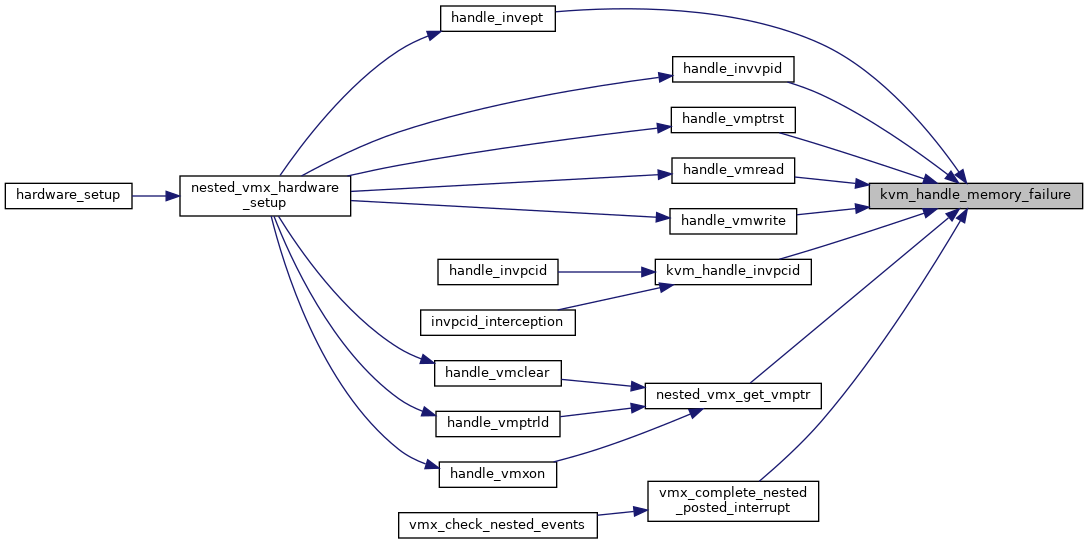 handle_invept
handle_invvpid
handle_vmptrst
handle_vmread
hardware_setup
nested_vmx_hardware
_setup
kvm_handle_memory_failure
handle_vmwrite
handle_invpcid
kvm_handle_invpcid
invpcid_interception
handle_vmclear
nested_vmx_get_vmptr
handle_vmptrld
handle_vmxon
vmx_complete_nested
_posted_interrupt
vmx_check_nested_events